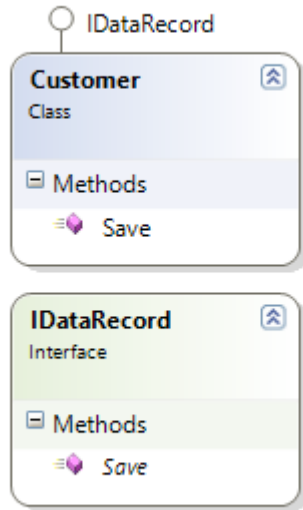 IDataRecord
Customer
Class
Methods
Save
IDataRecord
Interface
Methods
Save